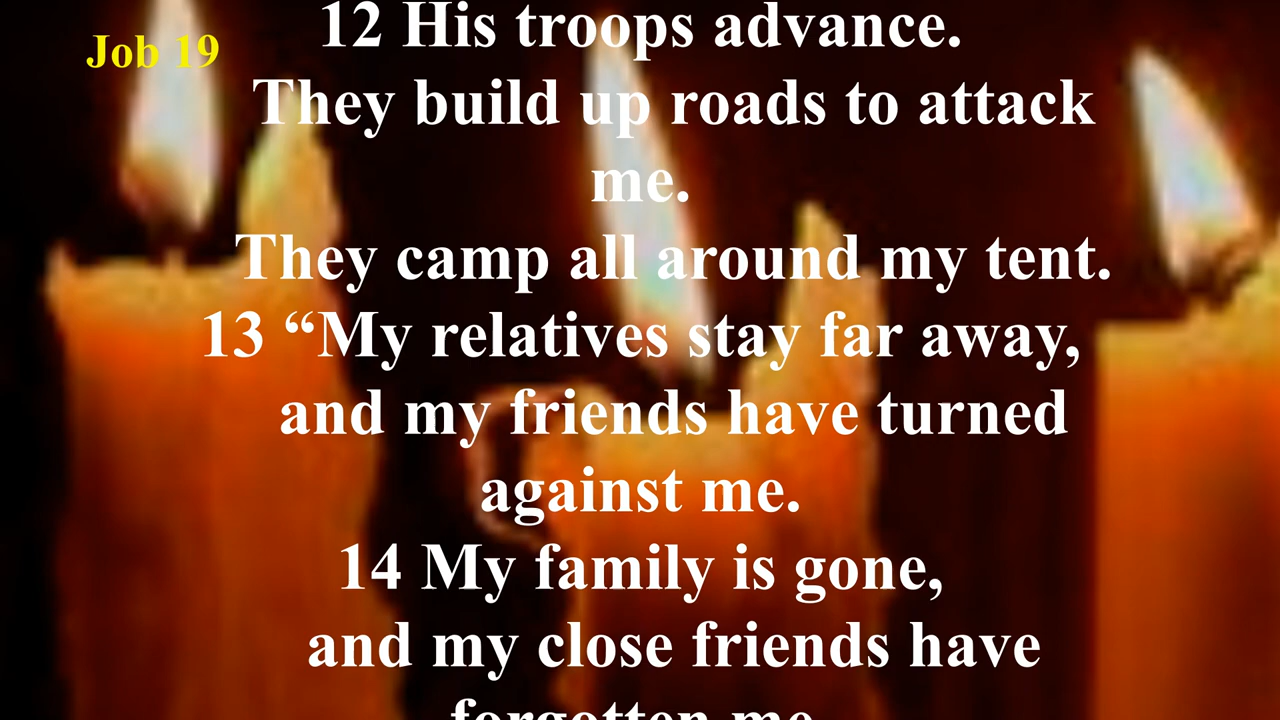 Job 19
12 His troops advance.
They build up roads to attack
me.
They camp all around my tent.
13 “My relatives stay far away,
and my friends have turned
against me.
14 My family is gone,
and my close friends have
forgotten me